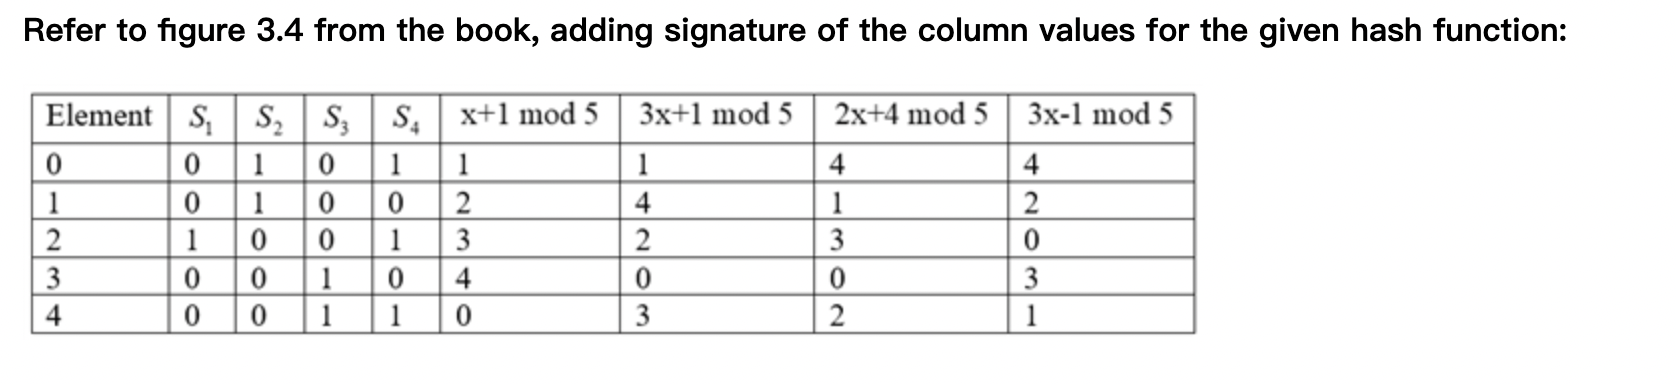 Refer to figure 3.4 from the book, adding signature of the column values for the given hash function:
Element S₁ S₂ S₃ S₄ x+1 mod 5 3x+1 mod 5 2x+4 mod 5 3x-1 mod 5
0 0 1 0 1 1 1 4 4
1 0 1 0 0 2 4 1 2
2 1 0 0 1 3 2 3 0
3 0 0 1 0 4 0 0 3
4 0 0 1 1 0 3 2 1